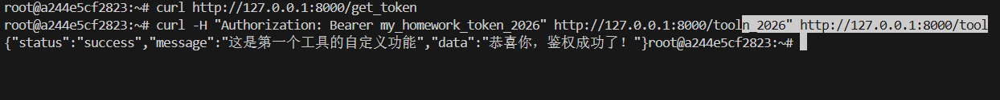 root@a244e5cf2823:~# curl http://127.0.0.1:8000/get_token
root@a244e5cf2823:~# curl -H "Authorization: Bearer my_homework_token_2026" http://127.0.0.1:8000/tooln_2026" http://127.0.0.1:8000/tool
{"status":"success","message":"这是第一个工具的自定义功能","data":"恭喜你，鉴权成功了！"}root@a244e5cf2823:~#